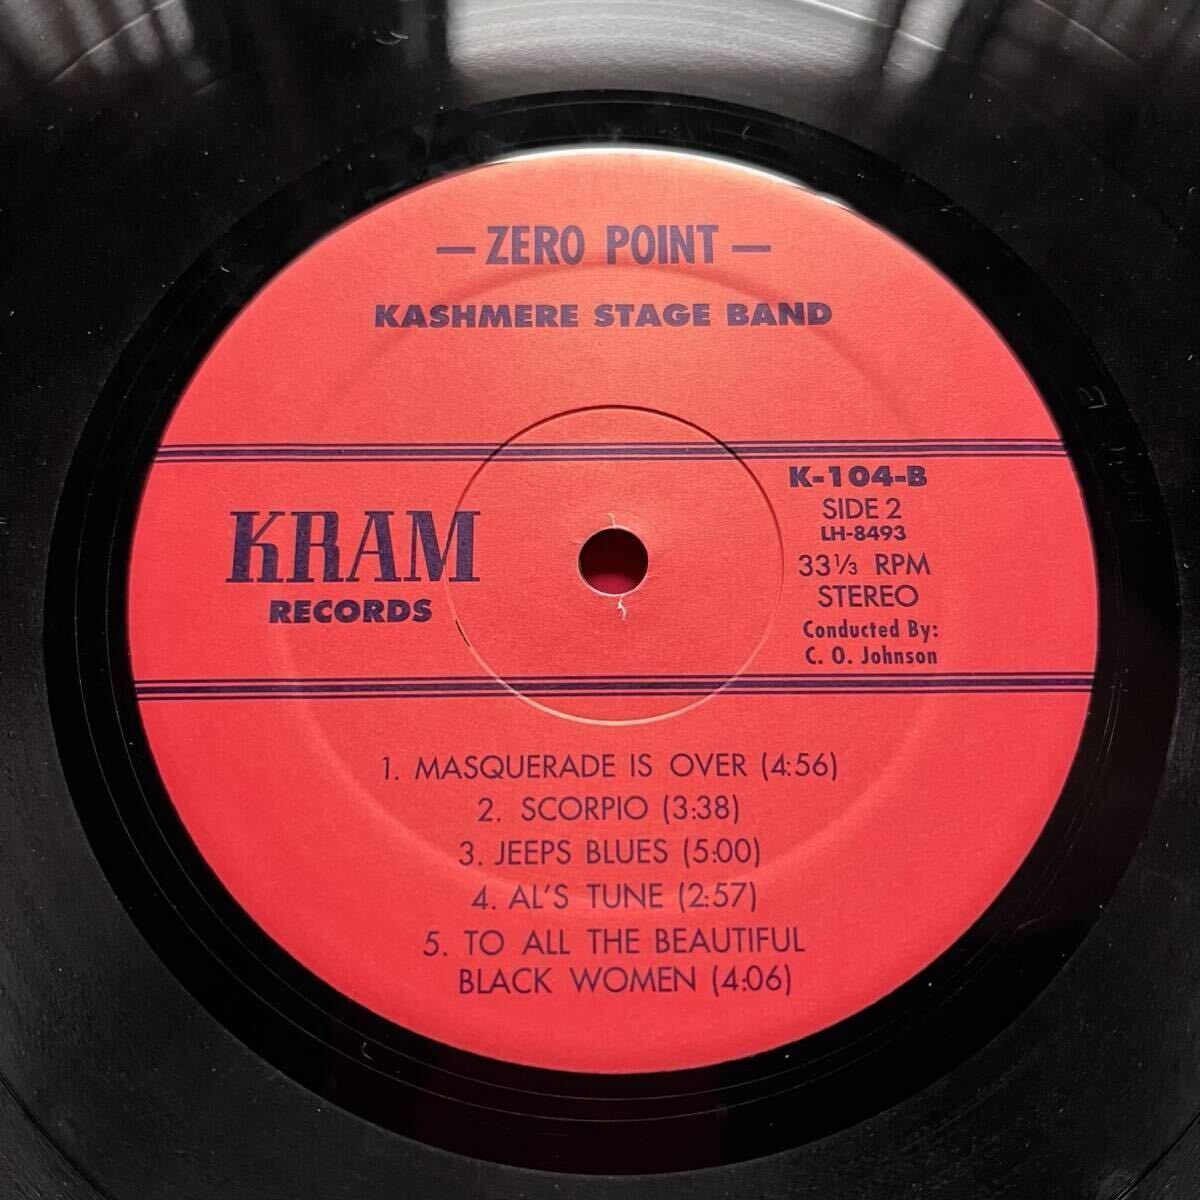 — ZERO POINT —
KASHMERE STAGE BAND
KRAM
RECORDS
K-104-B
SIDE 2
LH-8493
33⅓ RPM
STEREO
Conducted By:
C. O. Johnson
1. MASQUERADE IS OVER (4:56)
2. SCORPIO (3:38)
3. JEEPS BLUES (5:00)
4. AL'S TUNE (2:57)
5. TO ALL THE BEAUTIFUL
BLACK WOMEN (4:06)